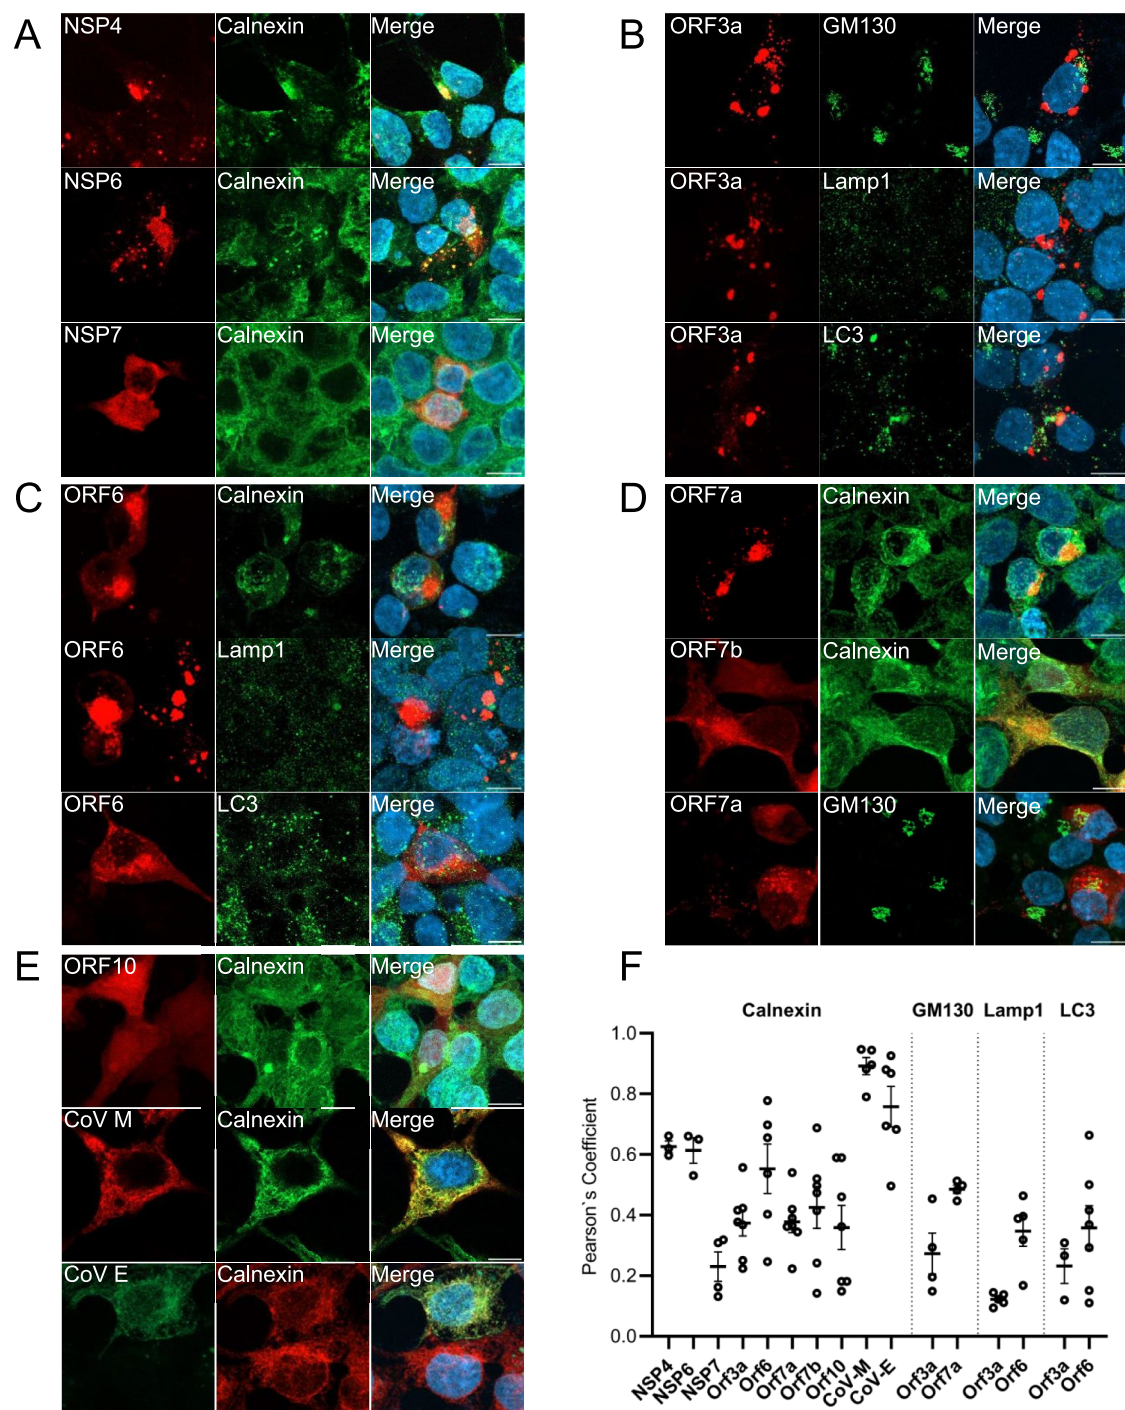 A
NSP4 Calnexin Merge
NSP6 Calnexin Merge
NSP7 Calnexin Merge
B
ORF3a GM130 Merge
ORF3a Lamp1 Merge
ORF3a LC3 Merge
C
ORF6 Calnexin Merge
ORF6 Lamp1 Merge
ORF6 LC3 Merge
D
ORF7a Calnexin Merge
ORF7b Calnexin Merge
ORF7a GM130 Merge
E
ORF10 Calnexin Merge
CoV M Calnexin Merge
CoV E Calnexin Merge
F
Calnexin GM130 Lamp1 LC3
Pearson`s Coefficient
1.0
0.8
0.6
0.4
0.2
0.0
NSP4 NSP6 NSP7 Orf3a Orf6 Orf7a Orf7b Orf10 CoV-M CoV-E Orf3a Orf7a Orf3a Orf6 Orf3a Orf6